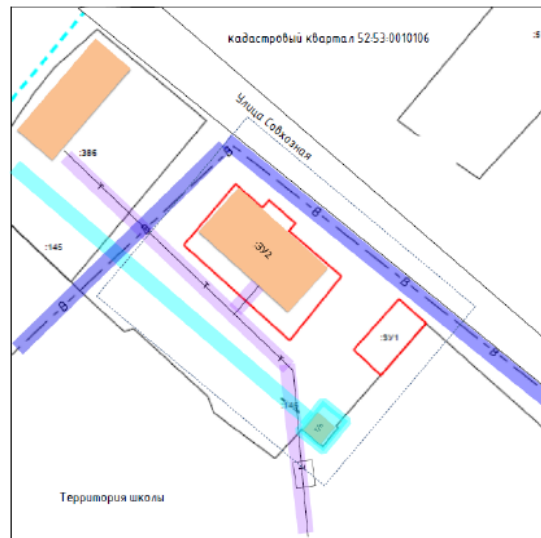 кадастровый квартал 52:53:0010106
Улица Совхозная
:386
В
Т
:ЗУ2
В
:145
В
Т
В
В
:ЗУ1
Т
В
Территория школы